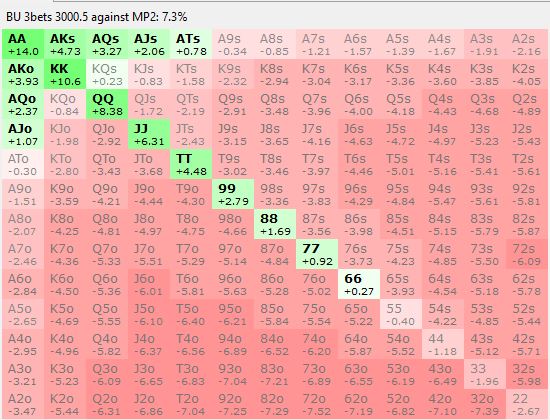 BU 3bets 3000.5 against MP2: 7.3%
AA AKs AQs AJs ATs A9s A8s A7s A6s A5s A4s A3s A2s
+14.0 +4.73 +3.27 +2.06 +0.78 -0.34 -0.85 -1.21 -1.57 -1.39 -1.67 -1.91 -2.16
AKo KK KQs KJs KTs K9s K8s K7s K6s K5s K4s K3s K2s
+3.93 +10.6 +0.23 -0.83 -1.58 -2.32 -2.94 -3.04 -3.17 -3.36 -3.60 -3.85 -4.05
AQo KQo QQ QJs QTs Q9s Q8s Q7s Q6s Q5s Q4s Q3s Q2s
+2.37 -0.84 +8.38 -1.72 -2.19 -2.91 -3.48 -3.96 -4.00 -4.18 -4.43 -4.68 -4.89
AJo KJo QJo JJ JTs J9s J8s J7s J6s J5s J4s J3s J2s
+1.07 -1.98 -2.92 +6.31 -2.43 -3.15 -3.65 -4.16 -4.63 -4.72 -4.97 -5.23 -5.43
ATo KTo QTo JTo TT T9s T8s T7s T6s T5s T4s T3s T2s
-0.30 -2.80 -3.43 -3.68 +4.48 -3.02 -3.46 -3.97 -4.46 -5.01 -5.16 -5.41 -5.61
A9o K9o Q9o J9o T9o 99 98s 97s 96s 95s 94s 93s 92s
-1.51 -3.59 -4.21 -4.44 -4.30 +2.79 -3.36 -3.83 -4.29 -4.84 -5.47 -5.61 -5.81
A8o K8o Q8o J8o T8o 98o 88 87s 86s 85s 84s 83s 82s
-2.07 -4.25 -4.81 -4.97 -4.75 -4.66 +1.69 -3.56 -3.98 -4.51 -5.15 -5.79 -5.87
A7o K7o Q7o J7o T7o 97o 87o 77 76s 75s 74s 73s 72s
-2.46 -4.36 -5.33 -5.51 -5.29 -5.14 -4.84 +0.92 -3.73 -4.23 -4.85 -5.50 -6.09
A6o K6o Q6o J6o T6o 96o 86o 76o 66 65s 64s 63s 62s
-2.84 -4.50 -5.36 -6.01 -5.81 -5.63 -5.28 -5.02 +0.27 -3.93 -4.54 -5.18 -5.78
A5o K5o Q5o J5o T5o 95o 85o 75o 65o 55 54s 53s 52s
-2.65 -4.69 -5.55 -6.10 -6.40 -6.21 -5.84 -5.54 -5.22 -0.40 -4.22 -4.85 -5.44
A4o K4o Q4o J4o T4o 94o 84o 74o 64o 54o 44 43s 42s
-2.95 -4.96 -5.82 -6.37 -6.56 -6.89 -6.52 -6.20 -5.87 -5.52 -1.18 -5.12 -5.71
A3o K3o Q3o J3o T3o 93o 83o 73o 63o 53o 43o 33 32s
-3.21 -5.23 -6.09 -6.65 -6.83 -7.04 -7.21 -6.89 -6.55 -6.19 -6.49 -1.96 -5.98
A2o K2o Q2o J2o T2o 92o 82o 72o 62o 52o 42o 32o 22
-3.47 -5.44 -6.31 -6.86 -7.04 -7.25 -7.29 -7.52 -7.19 -6.82 -7.10 -7.39 2.67